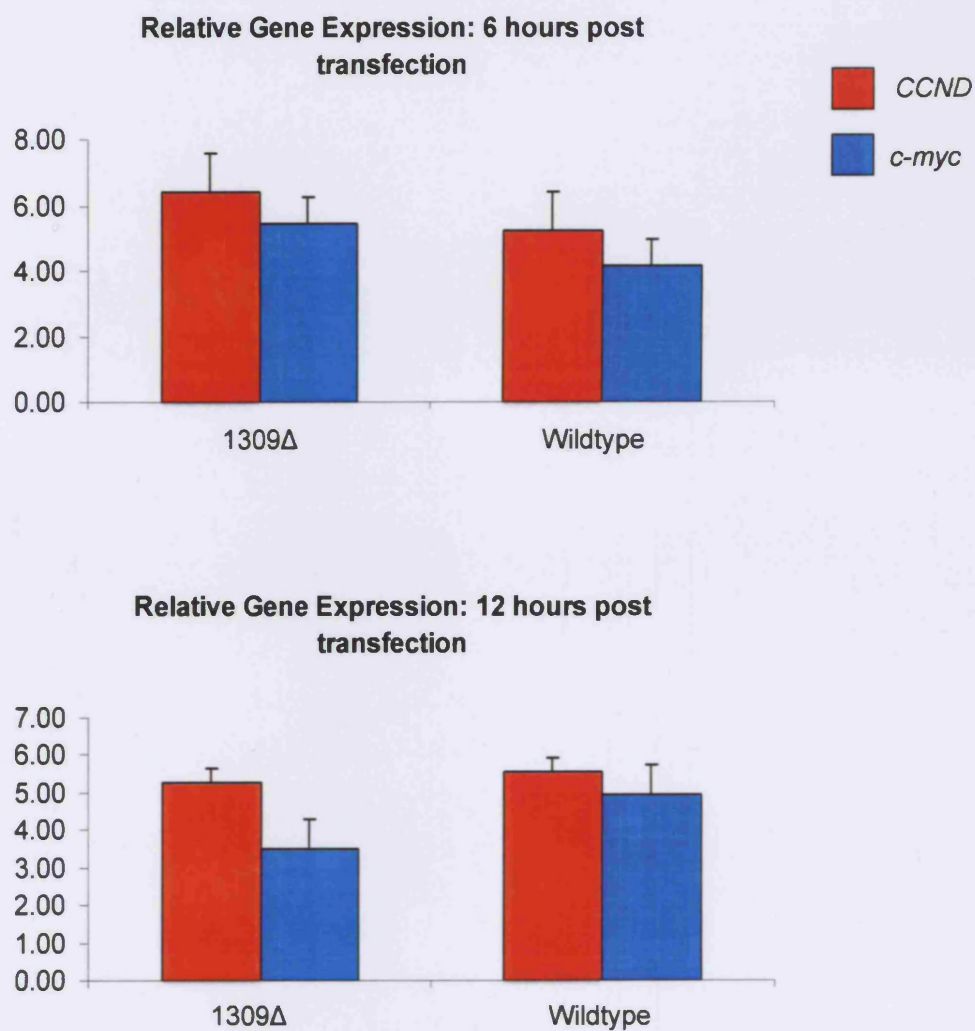 Relative Gene Expression: 6 hours post
transfection
CCND
c-myc
8.00
6.00
4.00
2.00
0.00
1309Δ
Wildtype
Relative Gene Expression: 12 hours post
transfection
7.00
6.00
5.00
4.00
3.00
2.00
1.00
0.00
1309Δ
Wildtype